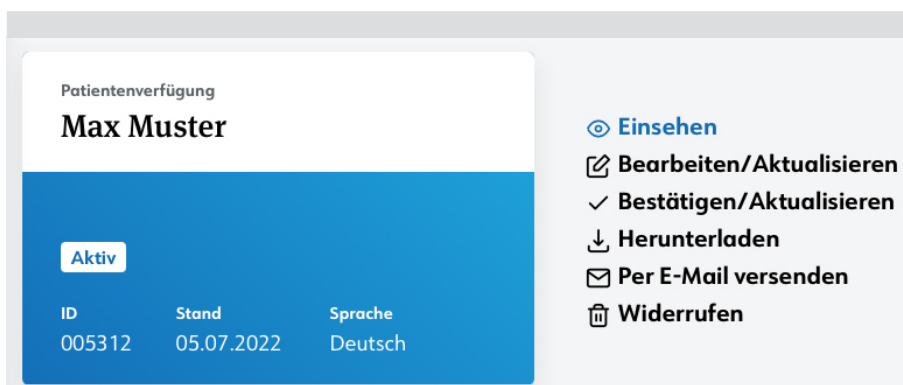 Patientenverfügung
Max Muster
Aktiv
ID Stand Sprache
005312 05.07.2022 Deutsch
Einsehen
Bearbeiten/Aktualisieren
Bestätigen/Aktualisieren
Herunterladen
Per E-Mail versenden
Widerrufen